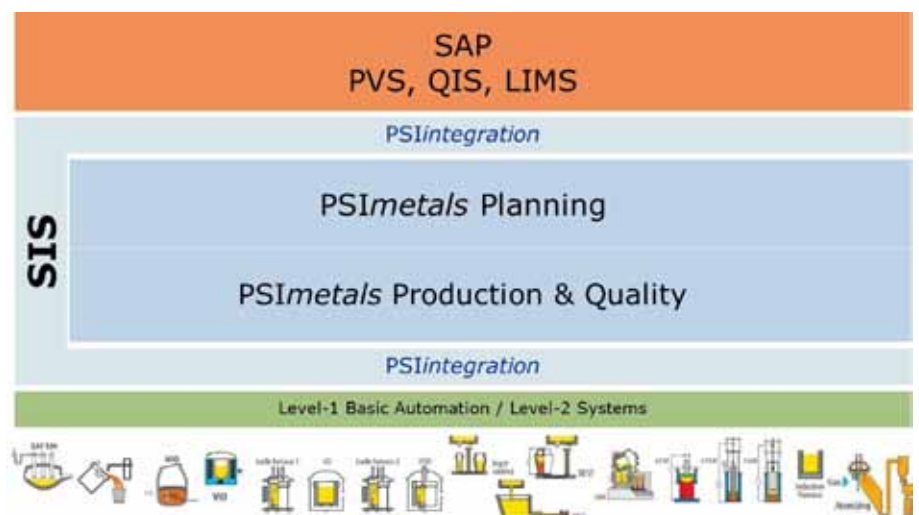 SAP
PVS, QIS, LIMS
PSIintegration
SIS
PSImetals Planning
PSImetals Production & Quality
PSIintegration
Level-1 Basic Automation / Level-2 Systems
Atomizing